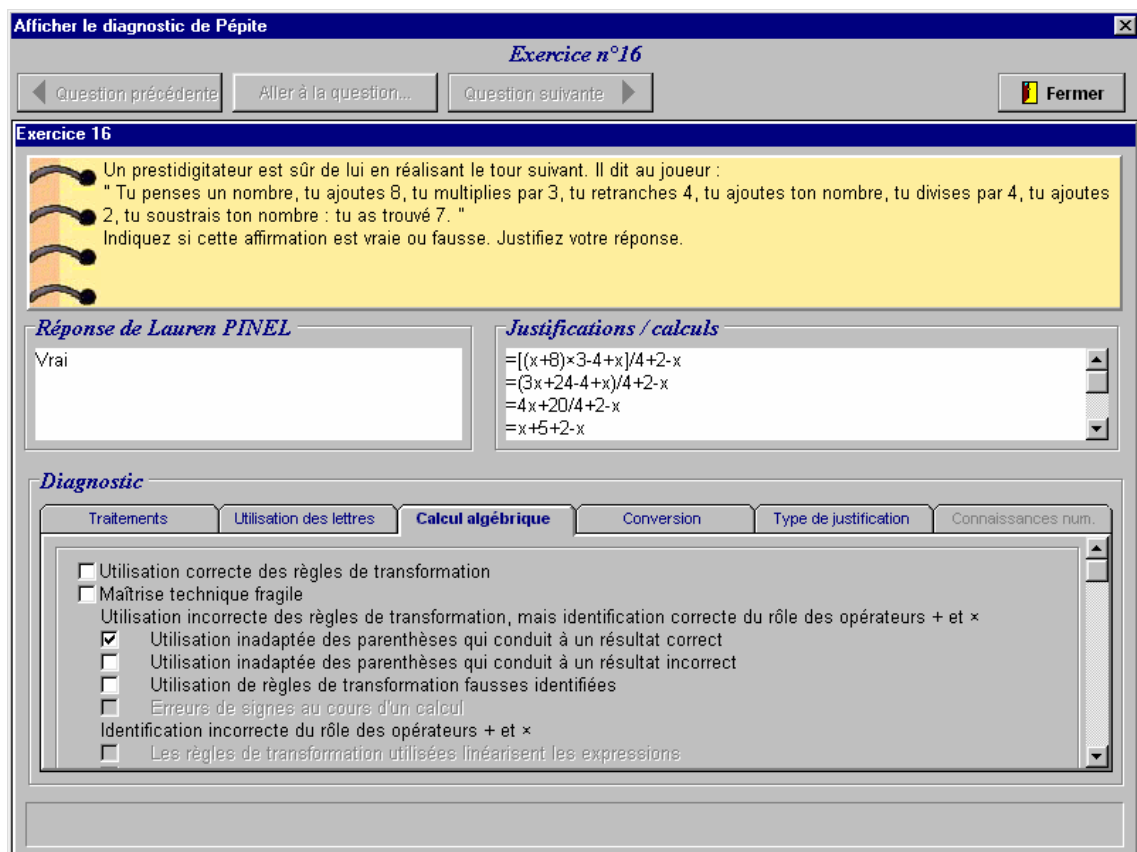 Afficher le diagnostic de Pépite
Exercice n°16
Question précédente
Aller à la question...
Question suivante
Fermer
Exercice 16
Un prestidigitateur est sûr de lui en réalisant le tour suivant. Il dit au joueur :
" Tu penses un nombre, tu ajoutes 8, tu multiplies par 3, tu retranches 4, tu ajoutes ton nombre, tu divises par 4, tu ajoutes
2, tu soustrais ton nombre : tu as trouvé 7. "
Indiquez si cette affirmation est vraie ou fausse. Justifiez votre réponse.
Réponse de Lauren PINEL
Vrai
Justifications / calculs
=[(x+8)×3-4+x]/4+2-x
=(3x+24-4+x)/4+2-x
=4x+20/4+2-x
=x+5+2-x
Diagnostic
Traitements
Utilisation des lettres
Calcul algébrique
Conversion
Type de justification
Connaissances num.
Utilisation correcte des règles de transformation
Maîtrise technique fragile
Utilisation incorrecte des règles de transformation, mais identification correcte du rôle des opérateurs + et ×
Utilisation inadaptée des parenthèses qui conduit à un résultat correct
Utilisation inadaptée des parenthèses qui conduit à un résultat incorrect
Utilisation de règles de transformation fausses identifiées
Erreurs de signes au cours d'un calcul
Identification incorrecte du rôle des opérateurs + et ×
Les règles de transformation utilisées linéarisent les expressions